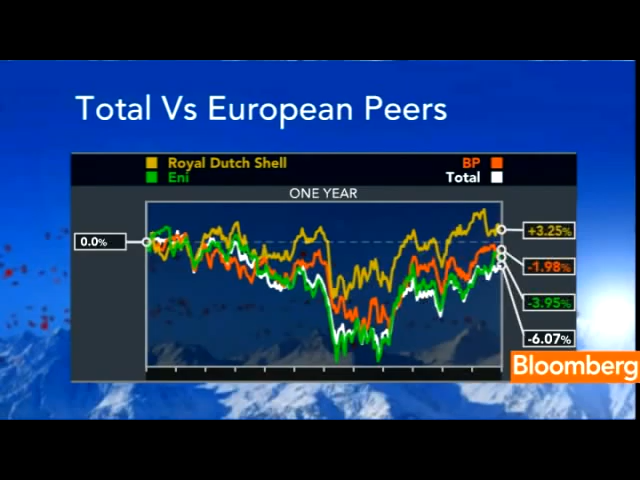 Total Vs European Peers
Royal Dutch Shell BP
Eni Total
ONE YEAR
0.0%
+3.25%
-1.98%
-3.95%
-6.07%
Bloomberg